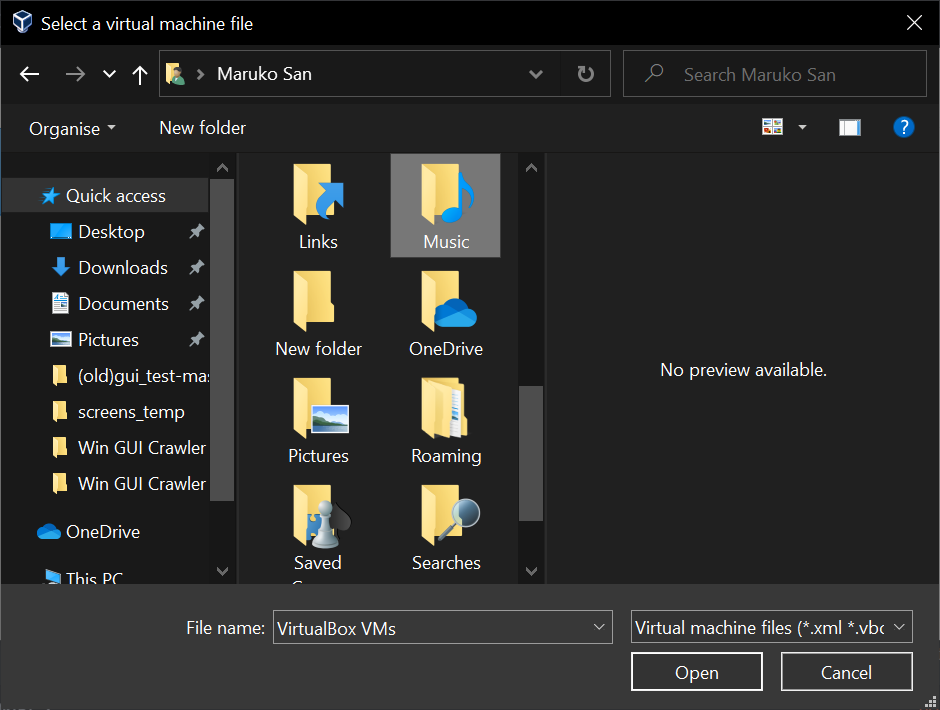 Select a virtual machine file
Maruko San
Search Maruko San
Organise
New folder
?
Quick access
Desktop
Downloads
Documents
Pictures
(old)gui_test-mas
screens_temp
Win GUI Crawler
Win GUI Crawler
OneDrive
This PC
Links
Music
New folder
OneDrive
Pictures
Roaming
Saved
Searches
No preview available.
File name:
VirtualBox VMs
Virtual machine files (*.xml *.vbo
Open
Cancel